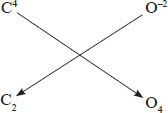 C⁴ O⁻²
C₂ O₄